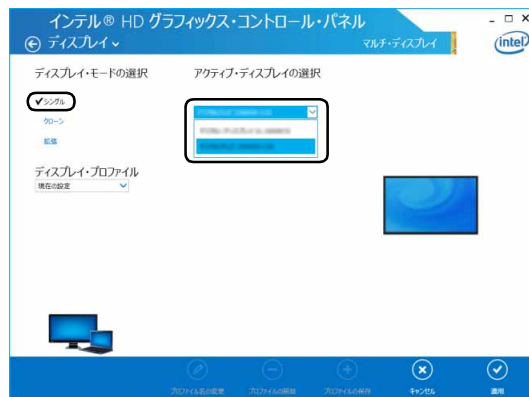 インテル® HD グラフィックス・コントロール・パネル
ディスプレイ
マルチ・ディスプレイ
intel
ディスプレイ・モードの選択
アクティブ・ディスプレイの選択
シングル
クローン
拡張
ディスプレイ・プロファイル
現在の設定
プロファイル名の変更
プロファイルの削除
プロファイルの保存
キャンセル
適用